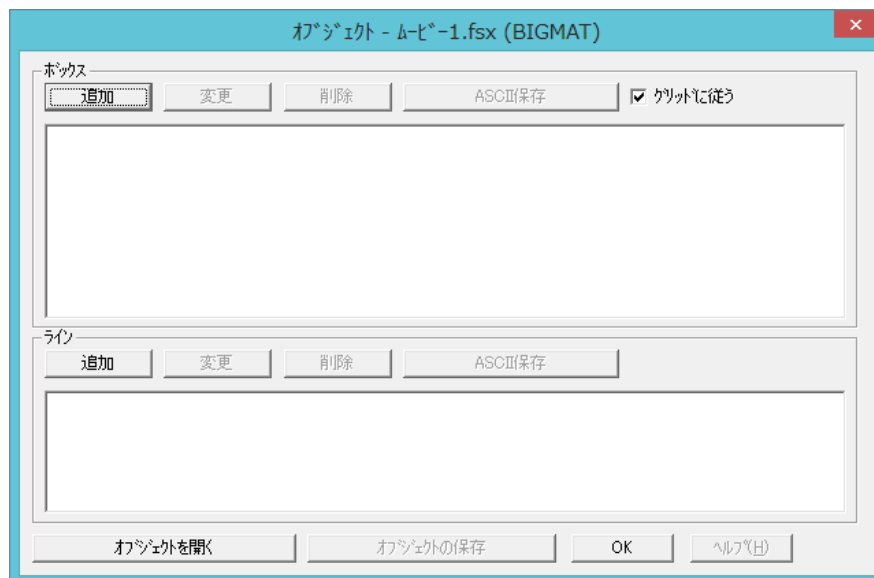 ｵﾌﾞｼﾞｪｸﾄ - ﾑｰﾋﾞｰ1.fsx (BIGMAT)
ﾎﾞｯｸｽ
追加 変更 削除 ASCII保存 ｸﾞﾘｯﾄﾞに従う
ﾗｲﾝ
追加 変更 削除 ASCII保存
ｵﾌﾞｼﾞｪｸﾄを開く ｵﾌﾞｼﾞｪｸﾄの保存 OK ﾍﾙﾌﾟ(H)